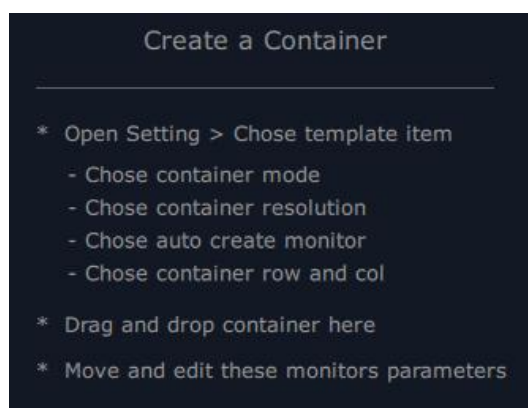 Create a Container
* Open Setting > Chose template item
- Chose container mode
- Chose container resolution
- Chose auto create monitor
- Chose container row and col
* Drag and drop container here
* Move and edit these monitors parameters